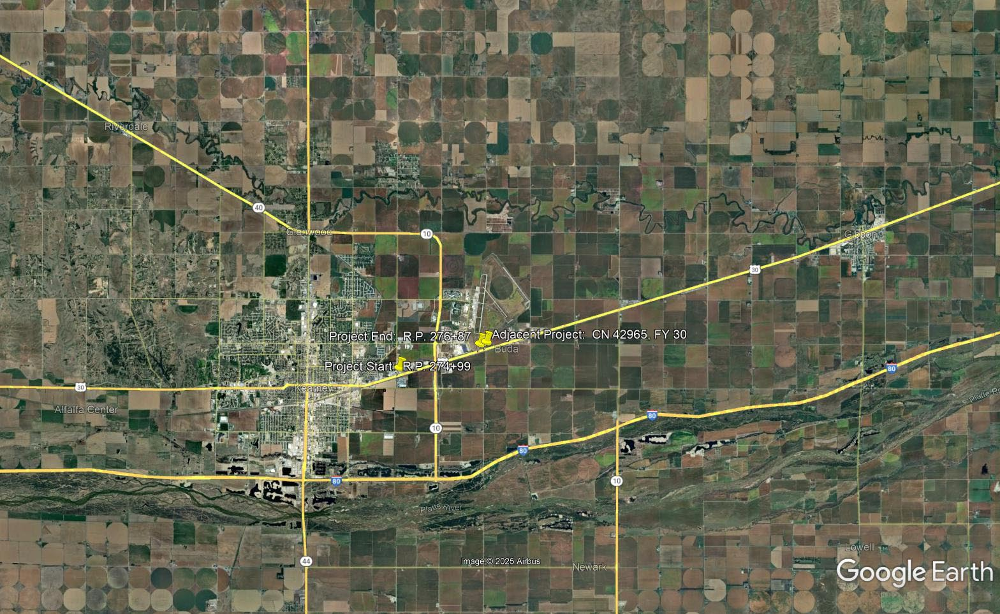 Riverdale
40
Glenwood
10
Gibbon
30
Project End: R.P. 276+87
Adjacent Project: CN 42965, FY 30
Buda
Project Start: R.P. 274+99
80
30
Kearney
Alfalfa Center
Platte R
80
10
80
80
10
Platte River
Lowell
44
Image © 2025 Airbus
Newark
Google Earth